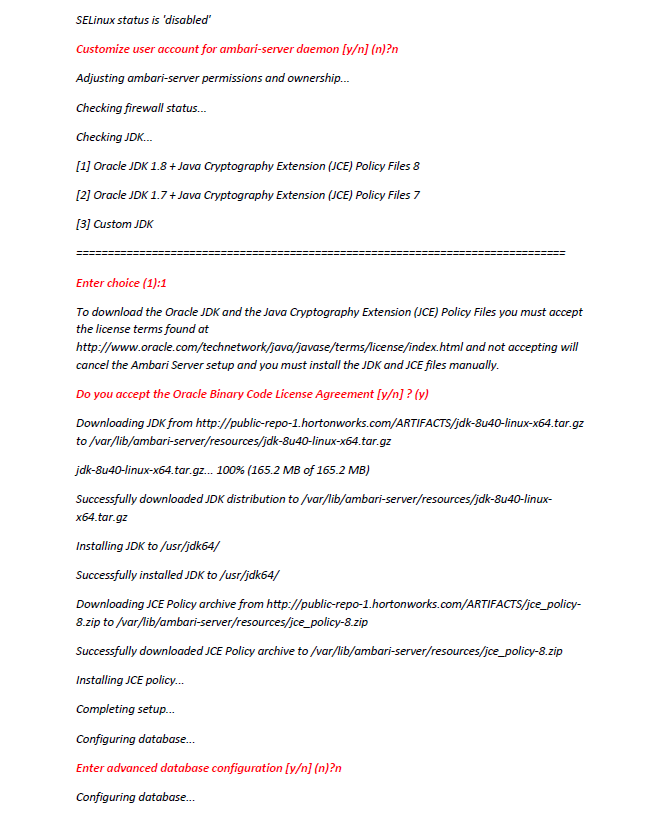 SELinux status is 'disabled'
Customize user account for ambari-server daemon [y/n] (n)?n
Adjusting ambari-server permissions and ownership...
Checking firewall status...
Checking JDK...
[1] Oracle JDK 1.8 + Java Cryptography Extension (JCE) Policy Files 8
[2] Oracle JDK 1.7 + Java Cryptography Extension (JCE) Policy Files 7
[3] Custom JDK
==============================================================================
Enter choice (1):1
To download the Oracle JDK and the Java Cryptography Extension (JCE) Policy Files you must accept
the license terms found at
http://www.oracle.com/technetwork/java/javase/terms/license/index.html and not accepting will
cancel the Ambari Server setup and you must install the JDK and JCE files manually.
Do you accept the Oracle Binary Code License Agreement [y/n] ? (y)
Downloading JDK from http://public-repo-1.hortonworks.com/ARTIFACTS/jdk-8u40-linux-x64.tar.gz
to /var/lib/ambari-server/resources/jdk-8u40-linux-x64.tar.gz
jdk-8u40-linux-x64.tar.gz... 100% (165.2 MB of 165.2 MB)
Successfully downloaded JDK distribution to /var/lib/ambari-server/resources/jdk-8u40-linux-
x64.tar.gz
Installing JDK to /usr/jdk64/
Successfully installed JDK to /usr/jdk64/
Downloading JCE Policy archive from http://public-repo-1.hortonworks.com/ARTIFACTS/jce_policy-
8.zip to /var/lib/ambari-server/resources/jce_policy-8.zip
Successfully downloaded JCE Policy archive to /var/lib/ambari-server/resources/jce_policy-8.zip
Installing JCE policy...
Completing setup...
Configuring database...
Enter advanced database configuration [y/n] (n)?n
Configuring database...